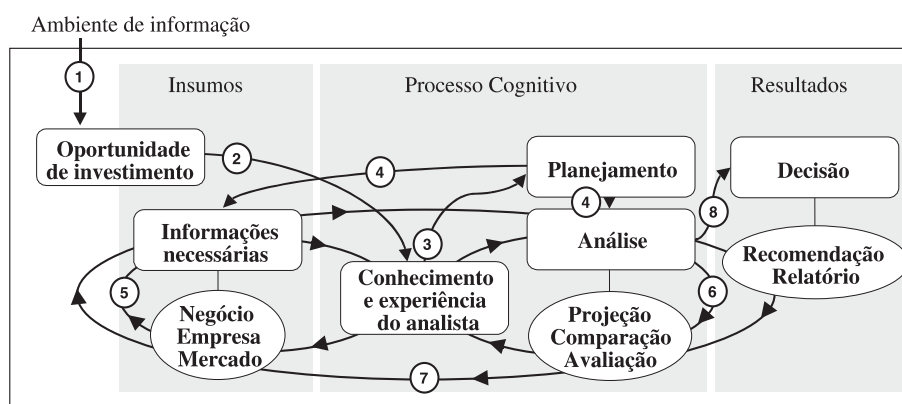 Ambiente de informação
1
Insumos
Processo Cognitivo
Resultados
Oportunidade
de investimento
2
4
Planejamento
Decisão
4
8
Informações
necessárias
3
Análise
Recomendação
Relatório
Conhecimento
e experiência
do analista
5
6
Negócio
Empresa
Mercado
Projeção
Comparação
Avaliação
7